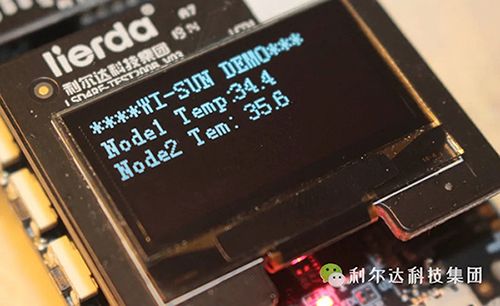 lierda
利尔达科技集团
****WI-SUN DEMO***
Node1 Temp:34.4
Node2 Tem: 35.6
利尔达科技集团